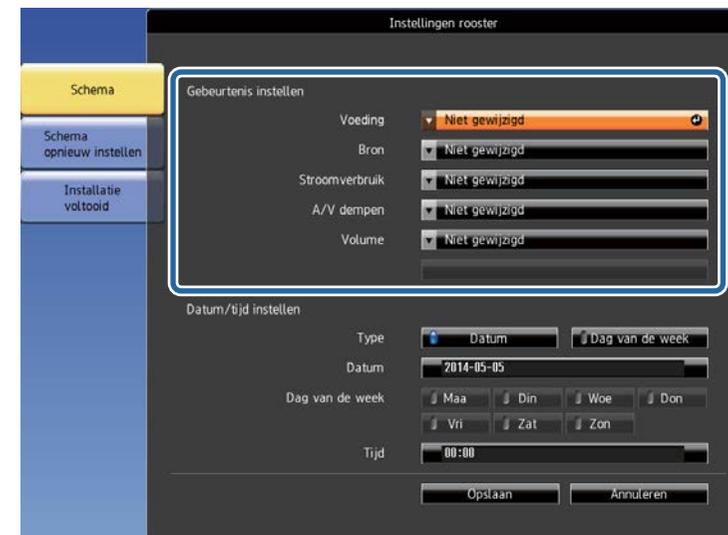 Instellingen rooster
Schema
Schema
opnieuw instellen
Installatie
voltooid
Gebeurtenis instellen
Voeding Niet gewijzigd
Bron Niet gewijzigd
Stroomverbruik Niet gewijzigd
A/V dempen Niet gewijzigd
Volume Niet gewijzigd
Datum/tijd instellen
Type Datum Dag van de week
Datum 2014-05-05
Dag van de week Maa Din Woe Don
Vri Zat Zon
Tijd 00:00
Opslaan Annuleren